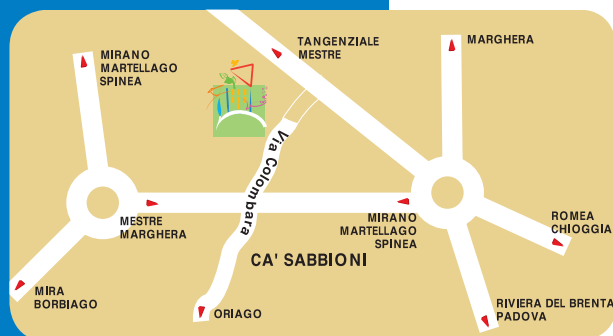 TANGENZIALE
MESTRE
MARGHERA
MIRANO
MARTELLAGO
SPINEA
Via Colombara
MESTRE
MARGHERA
MIRANO
MARTELLAGO
SPINEA
ROMEA
CHIOGGIA
CA' SABBIONI
MIRA
BORBIAGO
ORIAGO
RIVIERA DEL BRENTA
PADOVA